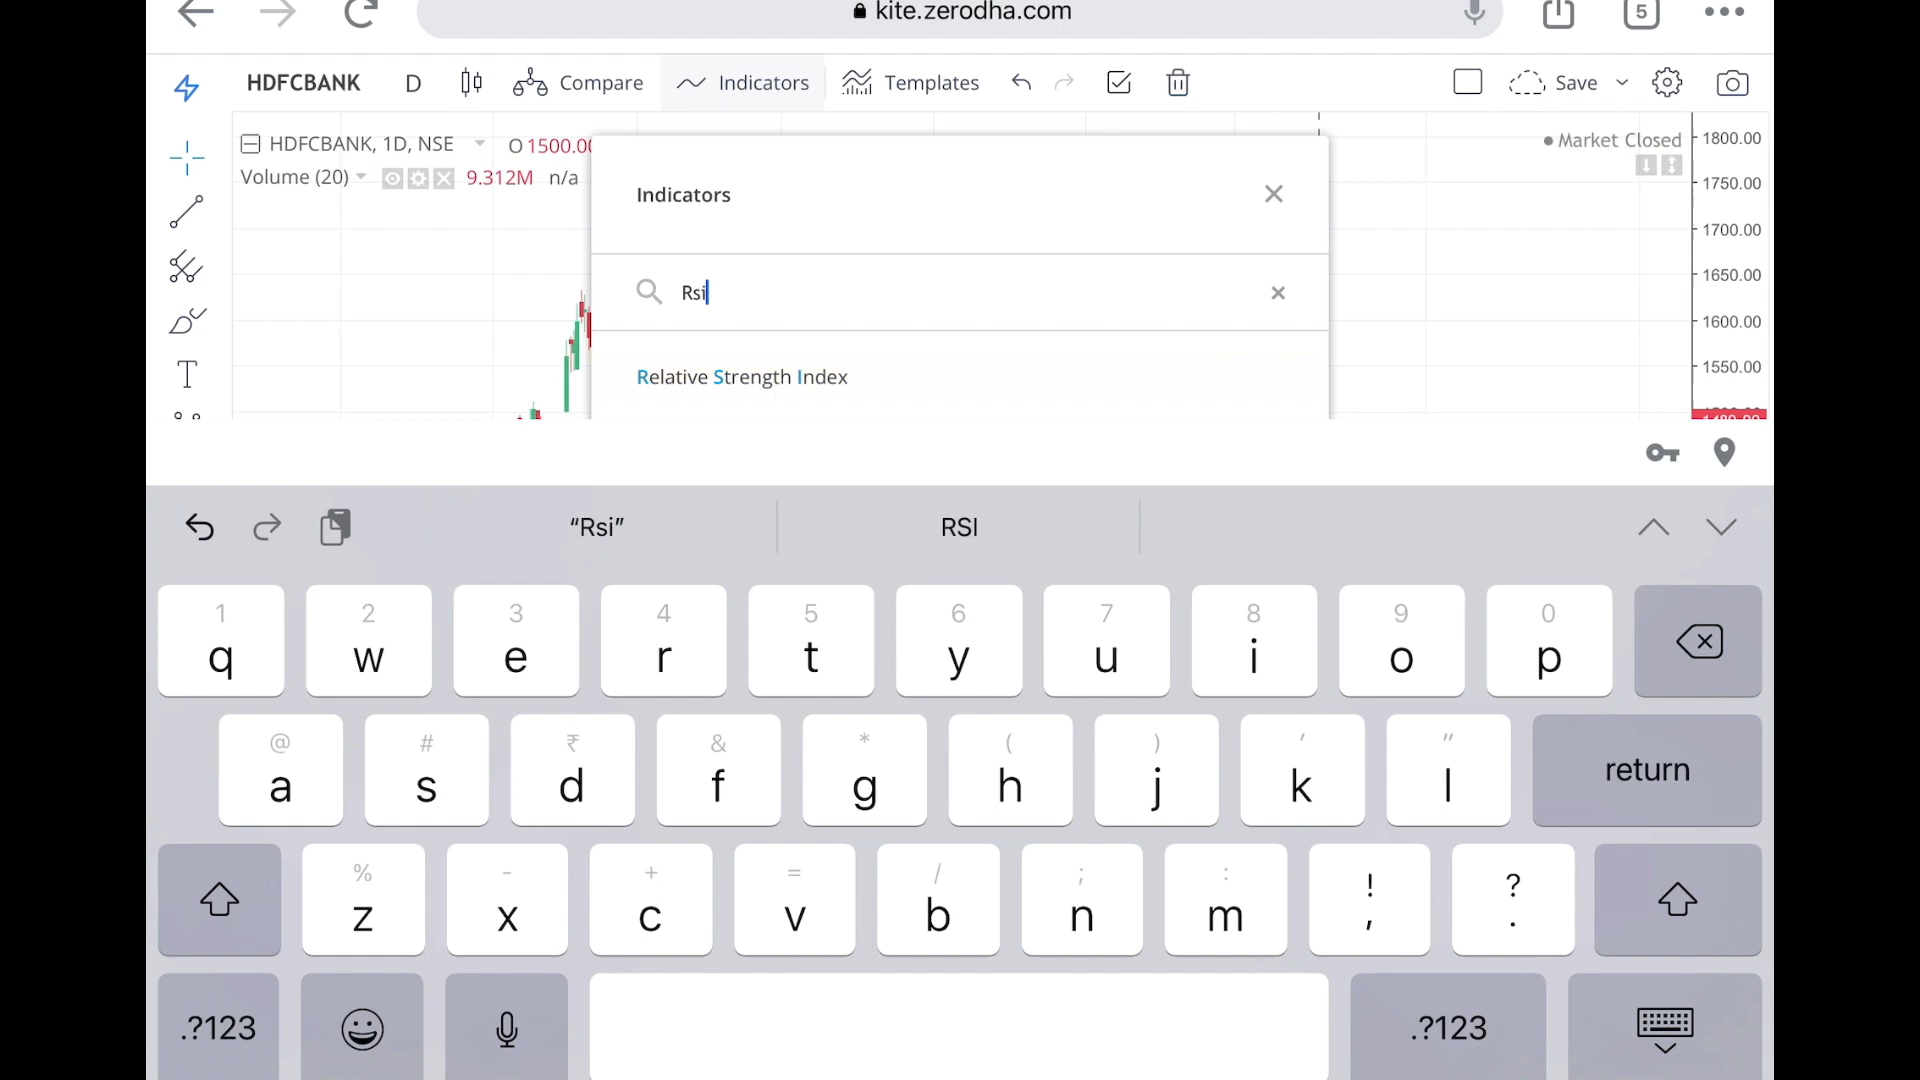 kite.zerodha.com
5
HDFCBANK D Compare Indicators Templates Save
HDFCBANK, 1D, NSE O 1500.0
Market Closed
Volume (20) 9.312M n/a
1800.00
1750.00
1700.00
1650.00
1600.00
1550.00
Indicators
Rsi
Relative Strength Index
“Rsi” RSI
1 2 3 4 5 6 7 8 9 0
q w e r t y u i o p
@ # ₹ & * ( ) ' "
a s d f g h j k l return
% - + = / ; : ! ?
z x c v b n m , .
.?123 .?123